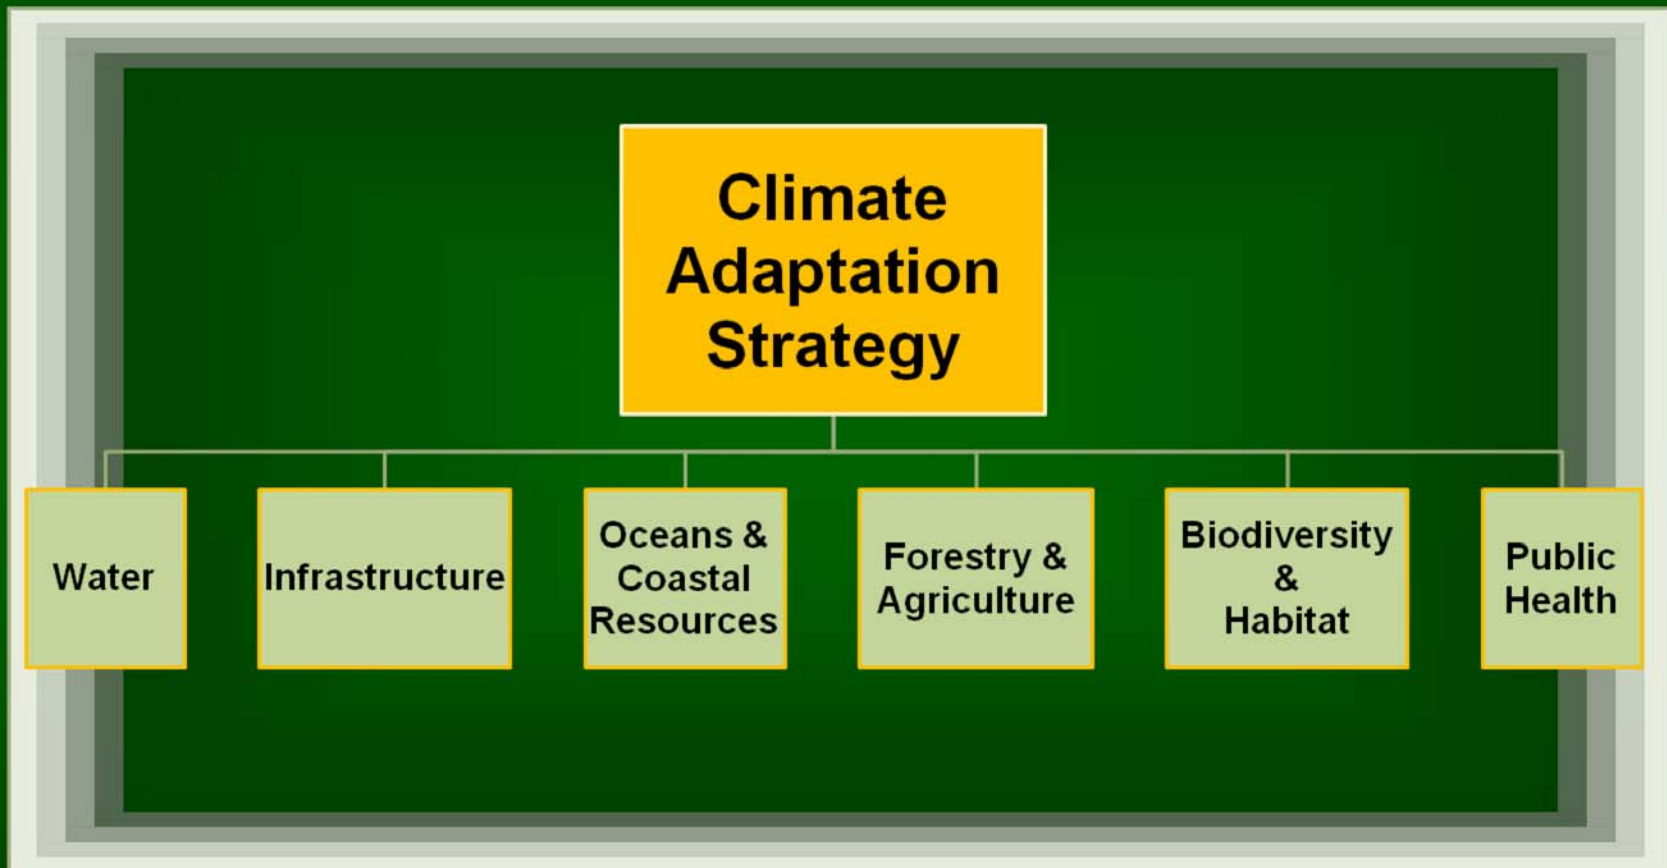 Climate
Adaptation
Strategy
Water
Infrastructure
Oceans &
Coastal
Resources
Forestry &
Agriculture
Biodiversity
&
Habitat
Public
Health